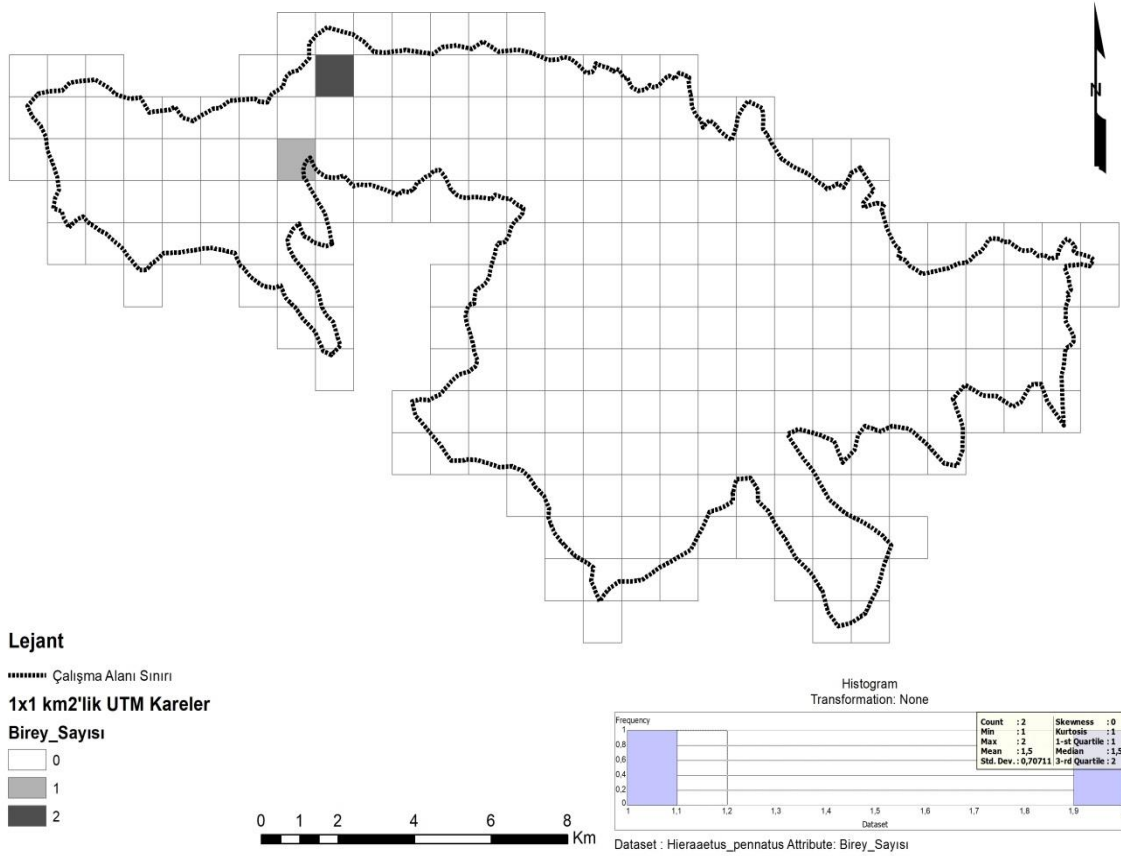 N
Lejant
Çalışma Alanı Sınırı
1x1 km2'lik UTM Kareler
Birey_Sayısı
0
1
2
0 1 2 4 6 8
Km
Histogram
Transformation: None
Frequency
1
0,8
0,6
0,4
0,2
0
1 1,1 1,2 1,3 1,4 1,5 1,6 1,7 1,8 1,9
Dataset
Count : 2 Skewness : 0
Min : 1 Kurtosis : 1
Max : 2 1-st Quartile : 1
Mean : 1,5 Median : 1,5
Std. Dev. : 0,70711 3-rd Quartile : 2
Dataset : Hieraaetus_pennatus Attribute: Birey_Sayısı